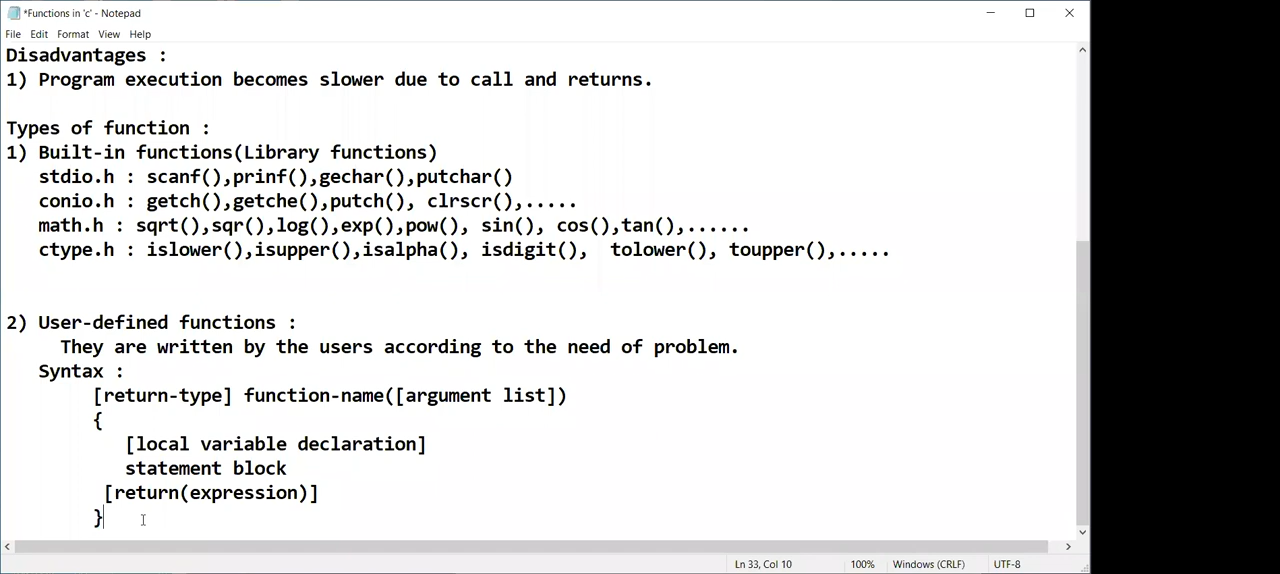 *Functions in 'c' - Notepad
File Edit Format View Help
Disadvantages :
1) Program execution becomes slower due to call and returns.
Types of function :
1) Built-in functions(Library functions)
stdio.h : scanf(),prinf(),gechar(),putchar()
conio.h : getch(),getche(),putch(), clrscr(),.....
math.h : sqrt(),sqr(),log(),exp(),pow(), sin(), cos(),tan(),......
ctype.h : islower(),isupper(),isalpha(), isdigit(), tolower(), toupper(),.....
2) User-defined functions :
They are written by the users according to the need of problem.
Syntax :
[return-type] function-name([argument list])
{
[local variable declaration]
statement block
[return(expression)]
}
Ln 33, Col 10 100% Windows (CRLF) UTF-8